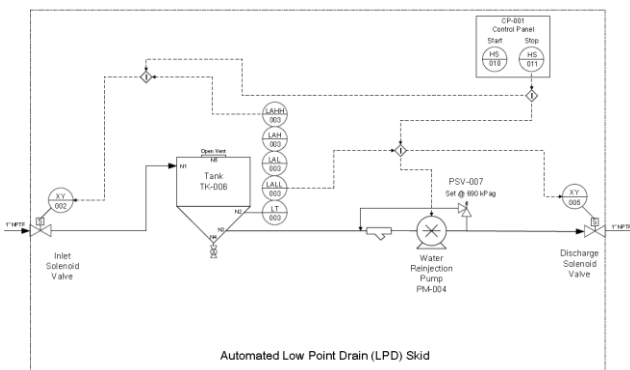 CP-001
Control Panel
Start
Stop
HS
010
HS
011
LAHH
003
LAH
003
LAL
003
LALL
003
LT
003
Open Vent
N5
N1
Tank
TK-006
N2
N3
N4
XY
002
S
1" NPTF
Inlet
Solenoid
Valve
PSV-007
Set @ 690 kPag
Water
Reinjection
Pump
PM-004
XY
005
S
1" NPTF
Discharge
Solenoid
Valve
I
I
I
Automated Low Point Drain (LPD) Skid